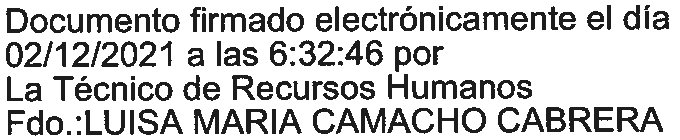 Documento firmado electrónicamente el día
02/12/2021 a las 6:32:46 por
La Técnico de Recursos Humanos
Fdo.:LUISA MARIA CAMACHO CABRERA